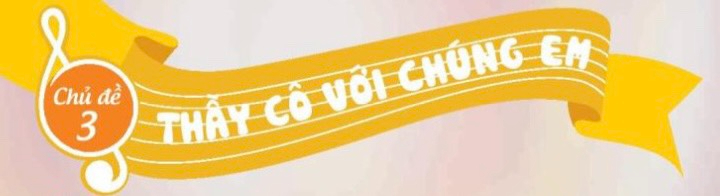 Chủ đề
3
THẦY CÔ VỚI CHÚNG EM